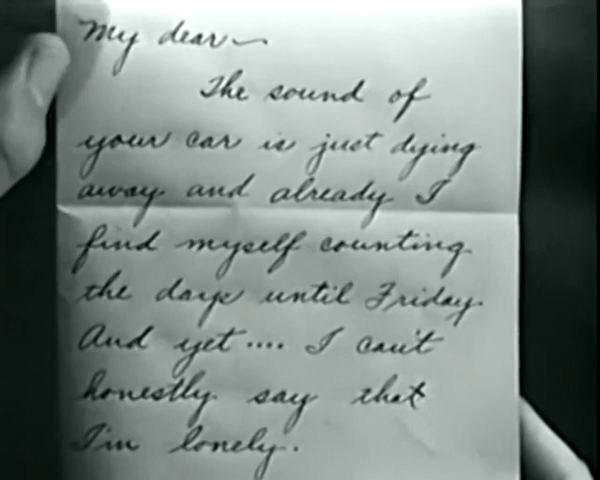 My dear—
The sound of
your car is just dying
away and already I
find myself counting
the days until Friday.
And yet.... I can't
honestly say that
I'm lonely.